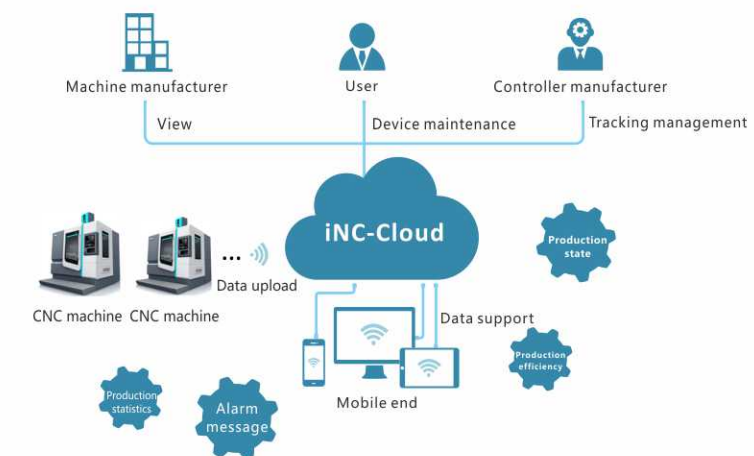 Machine manufacturer
User
Controller manufacturer
View
Device maintenance
Tracking management
iNC-Cloud
Production
state
...
Data upload
CNC machine
CNC machine
Data support
Production
efficiency
Production
statistics
Alarm
message
Mobile end